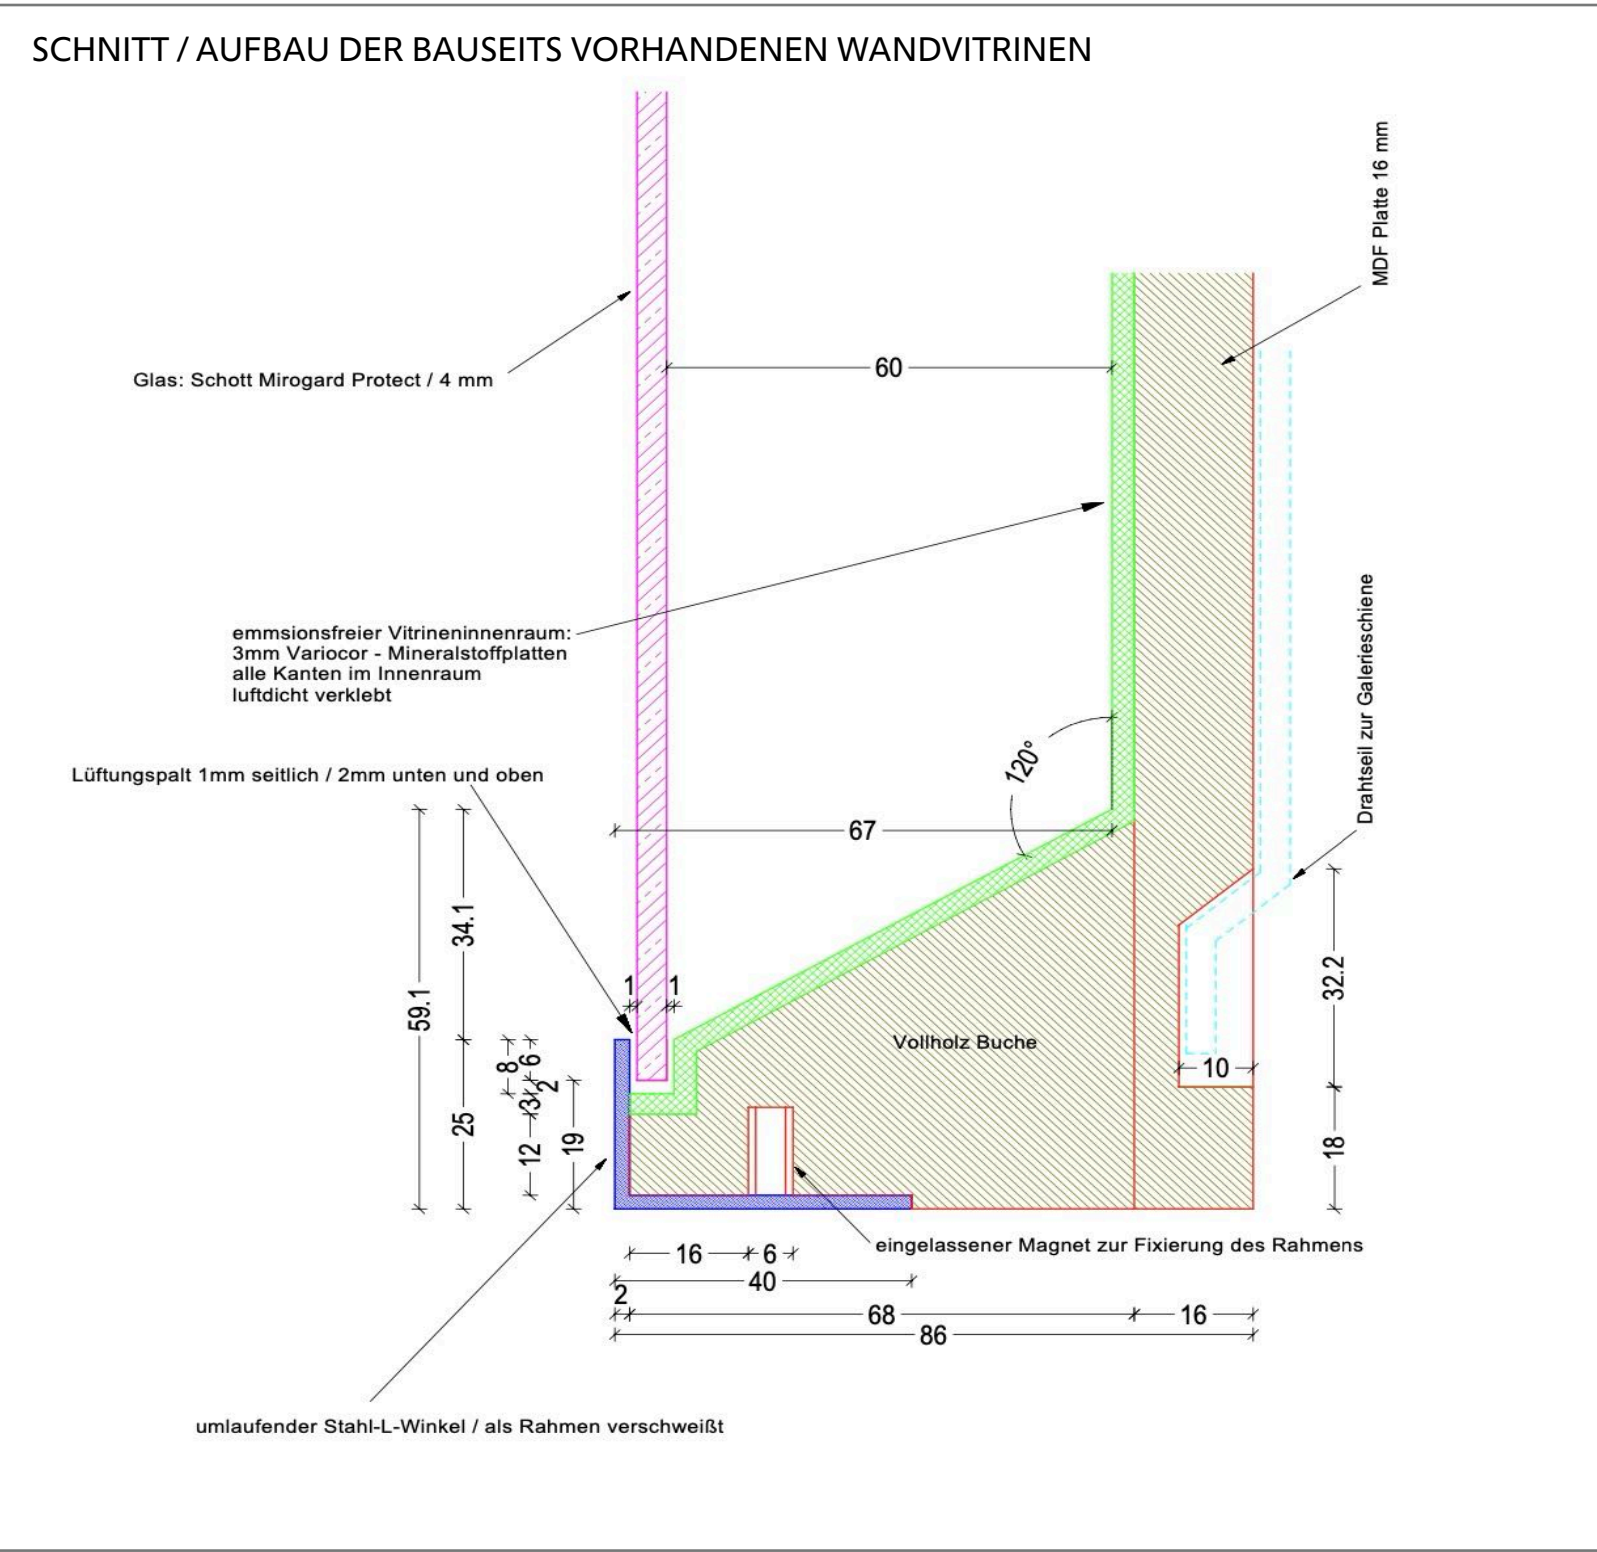 SCHNITT / AUFBAU DER BAUSEITS VORHANDENEN WANDVITRINEN
MDF Platte 16 mm
60
Glas: Schott Mirogard Protect / 4 mm
emmsionsfreier Vitrineninnenraum:
3mm Variocor - Mineralstoffplatten
alle Kanten im Innenraum
luftdicht verklebt
Drahtseil zur Galerieschiene
120°
Lüftungspalt 1mm seitlich / 2mm unten und oben
67
34.1
59.1
1
1
32.2
Vollholz Buche
8
6
2
3
10
25
12
19
18
eingelassener Magnet zur Fixierung des Rahmens
16
6
40
2
68
16
86
umlaufender Stahl-L-Winkel / als Rahmen verschweißt